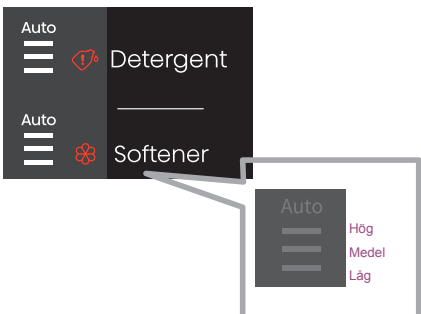 Auto
Detergent
Auto
Softener
Auto
Hög
Medel
Låg